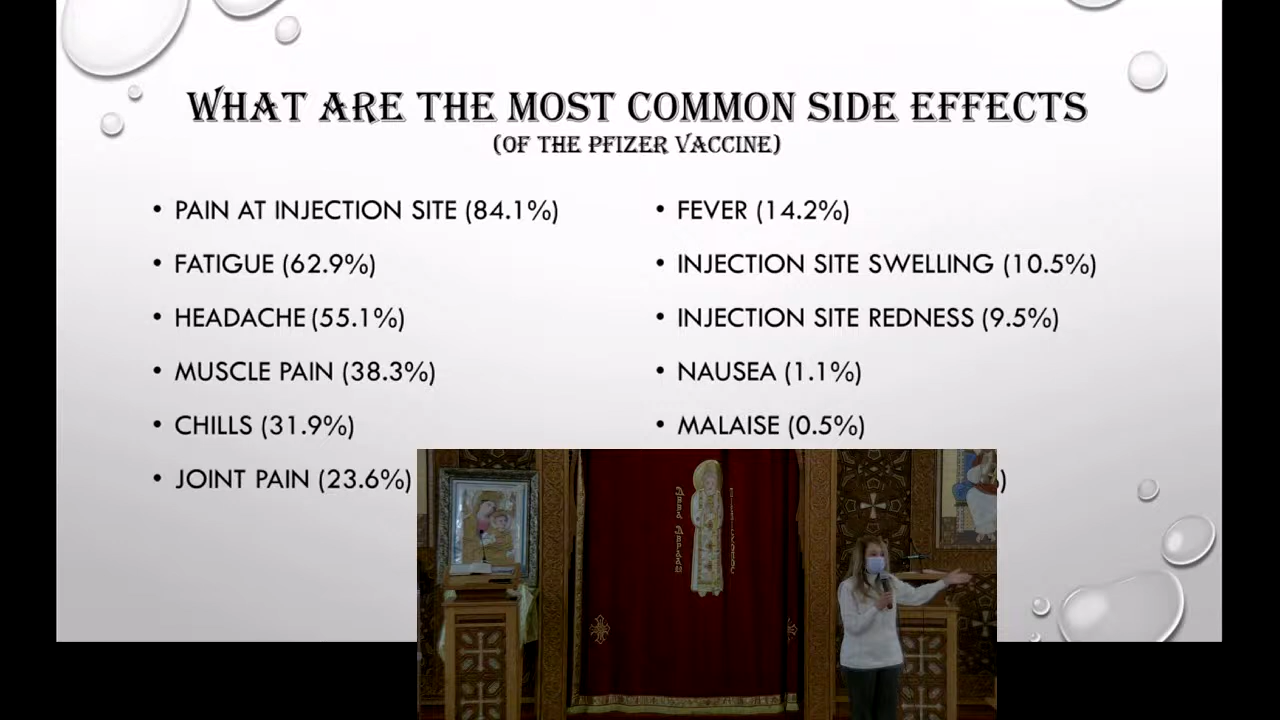 WHAT ARE THE MOST COMMON SIDE EFFECTS
(OF THE PFIZER VACCINE)
• PAIN AT INJECTION SITE (84.1%)
• FATIGUE (62.9%)
• HEADACHE (55.1%)
• MUSCLE PAIN (38.3%)
• CHILLS (31.9%)
• JOINT PAIN (23.6%)
• FEVER (14.2%)
• INJECTION SITE SWELLING (10.5%)
• INJECTION SITE REDNESS (9.5%)
• NAUSEA (1.1%)
• MALAISE (0.5%)
)